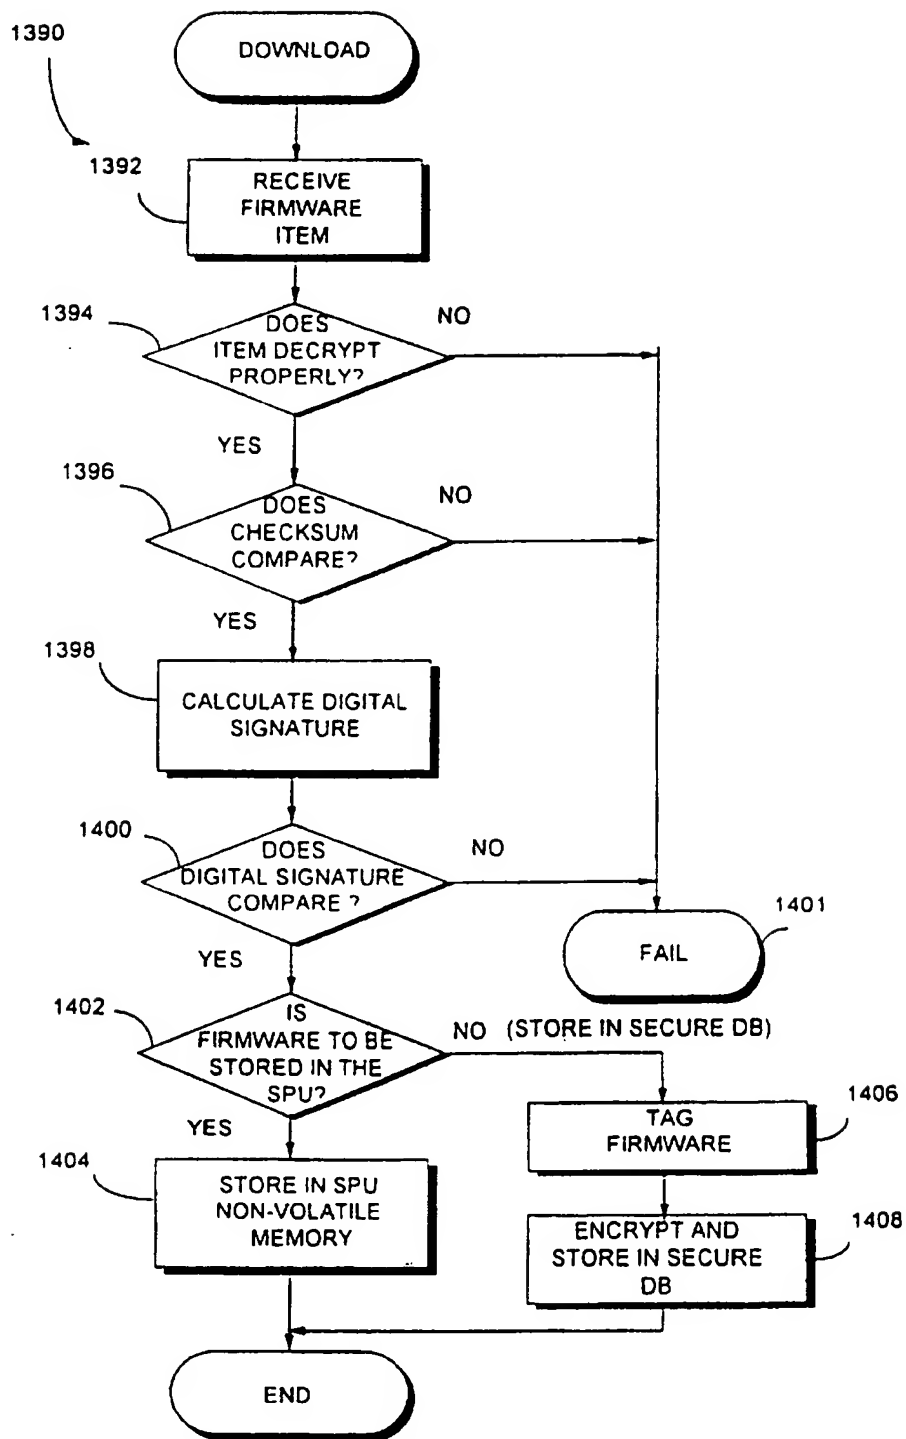 1390
DOWNLOAD
1392
RECEIVE
FIRMWARE
ITEM
1394
DOES
ITEM DECRYPT
PROPERLY?
NO
YES
1396
DOES
CHECKSUM
COMPARE?
NO
YES
1398
CALCULATE DIGITAL
SIGNATURE
1400
DOES
DIGITAL SIGNATURE
COMPARE ?
NO
YES
1401
FAIL
1402
IS
FIRMWARE TO BE
STORED IN THE
SPU?
NO (STORE IN SECURE DB)
YES
1406
TAG
FIRMWARE
1404
STORE IN SPU
NON-VOLATILE
MEMORY
1408
ENCRYPT AND
STORE IN SECURE
DB
END